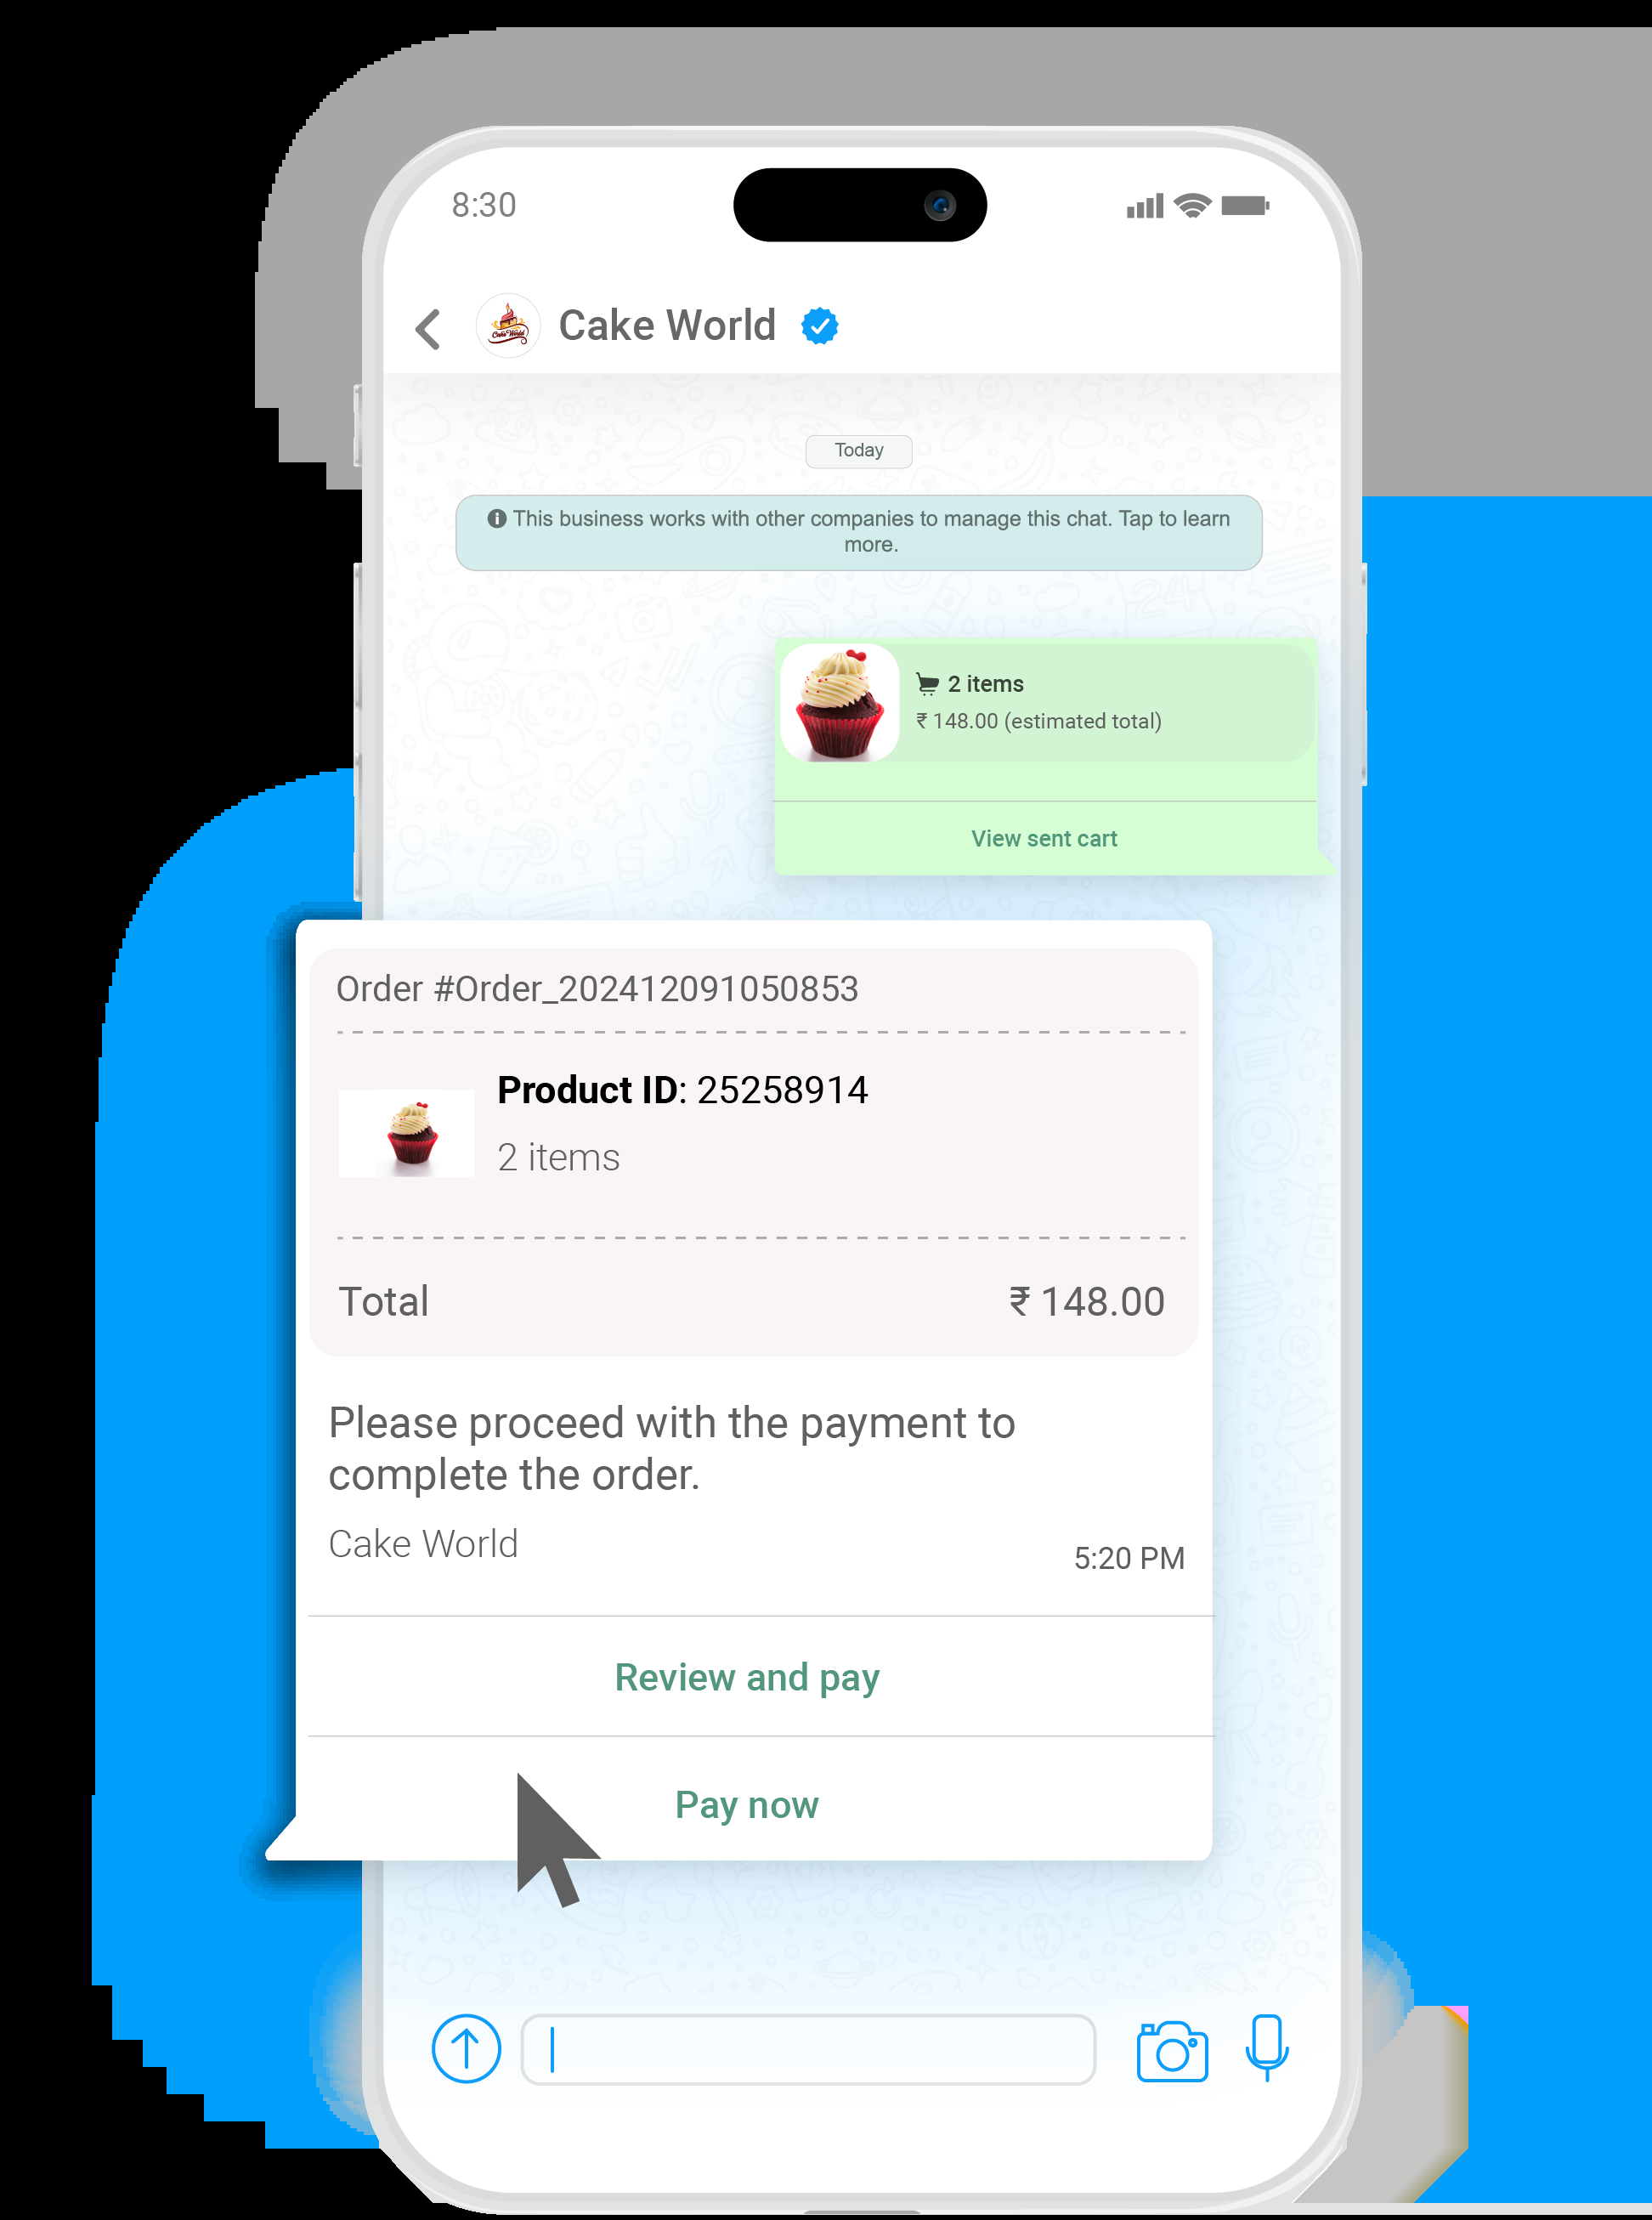 8:30
Cake World
Cake World
Today
This business works with other companies to manage this chat. Tap to learn
more.
2 items
₹ 148.00 (estimated total)
View sent cart
Order #Order_202412091050853
Product ID: 25258914
2 items
Total ₹ 148.00
Please proceed with the payment to
complete the order.
Cake World
5:20 PM
Review and pay
Pay now